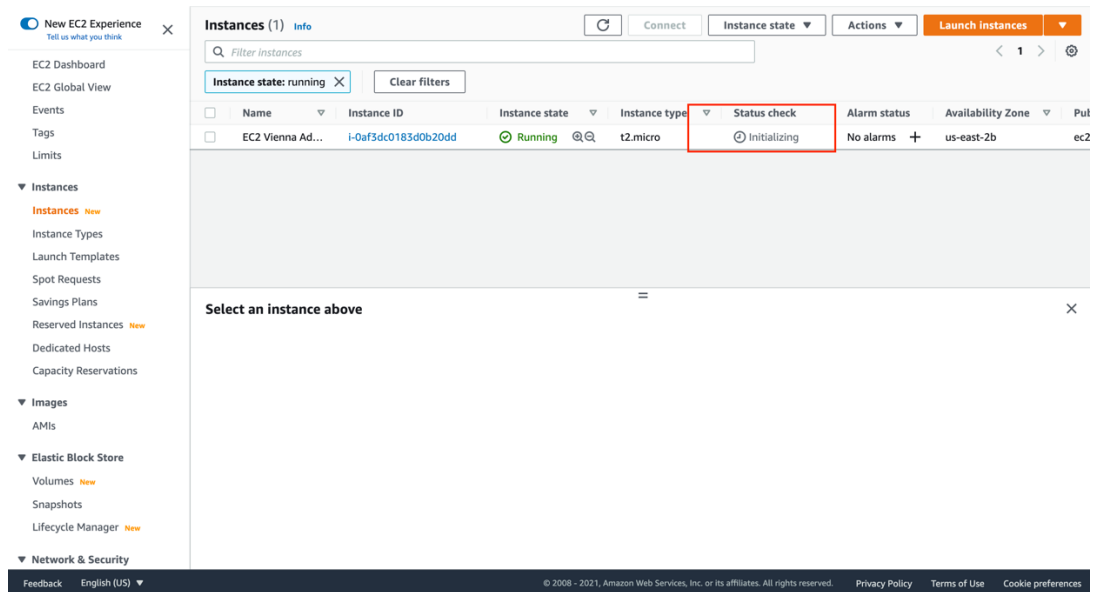 New EC2 Experience
Tell us what you think
EC2 Dashboard
EC2 Global View
Events
Tags
Limits
Instances
Instances New
Instance Types
Launch Templates
Spot Requests
Savings Plans
Reserved Instances New
Dedicated Hosts
Capacity Reservations
Images
AMIs
Elastic Block Store
Volumes New
Snapshots
Lifecycle Manager New
Network & Security
Instances (1) Info
Connect Instance state Actions Launch instances
Filter instances
1
Instance state: running Clear filters
Name Instance ID Instance state Instance type Status check Alarm status Availability Zone Pub
EC2 Vienna Ad... i-0af3dc0183d0b20dd Running t2.micro Initializing No alarms + us-east-2b ec2
Select an instance above
Feedback English (US) © 2008 - 2021, Amazon Web Services, Inc. or its affiliates. All rights reserved. Privacy Policy Terms of Use Cookie preferences